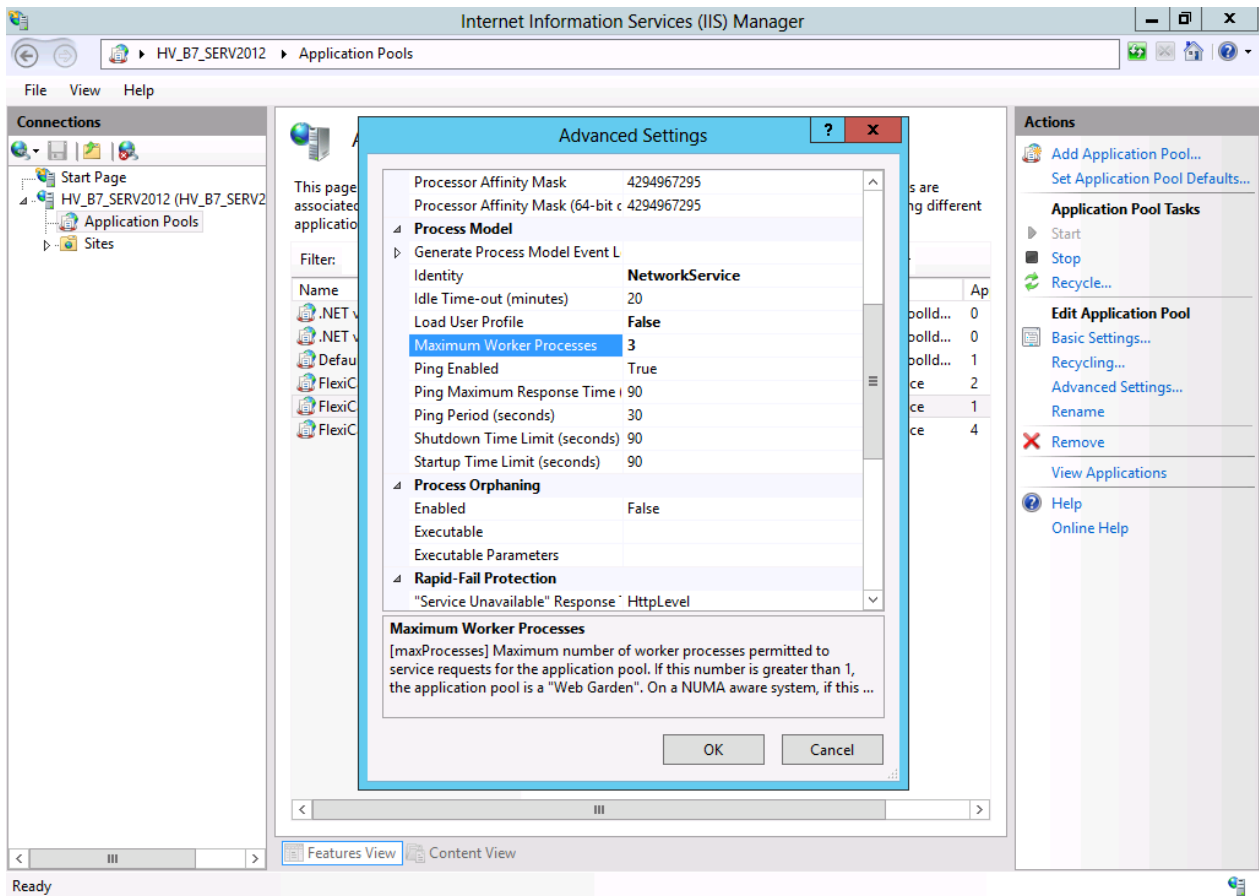 Internet Information Services (IIS) Manager
HV_B7_SERV2012 Application Pools
File View Help
Connections
Start Page
HV_B7_SERV2012 (HV_B7_SERV2
Application Pools
Sites
This page
associated
applicatio
Filter:
Name
.NET v
.NET v
Defau
FlexiC
FlexiC
FlexiC
Advanced Settings
Processor Affinity Mask 4294967295
Processor Affinity Mask (64-bit c 4294967295
Process Model
Generate Process Model Event L
Identity NetworkService
Idle Time-out (minutes) 20
Load User Profile False
Maximum Worker Processes 3
Ping Enabled True
Ping Maximum Response Time ( 90
Ping Period (seconds) 30
Shutdown Time Limit (seconds) 90
Startup Time Limit (seconds) 90
Process Orphaning
Enabled False
Executable
Executable Parameters
Rapid-Fail Protection
"Service Unavailable" Response HttpLevel
Maximum Worker Processes
[maxProcesses] Maximum number of worker processes permitted to
service requests for the application pool. If this number is greater than 1,
the application pool is a "Web Garden". On a NUMA aware system, if this ...
OK Cancel
s are
ng different
Ap
oolId... 0
oolId... 0
oolId... 1
ce 2
ce 1
ce 4
Features View Content View
Actions
Add Application Pool...
Set Application Pool Defaults...
Application Pool Tasks
Start
Stop
Recycle...
Edit Application Pool
Basic Settings...
Recycling...
Advanced Settings...
Rename
Remove
View Applications
Help
Online Help
Ready